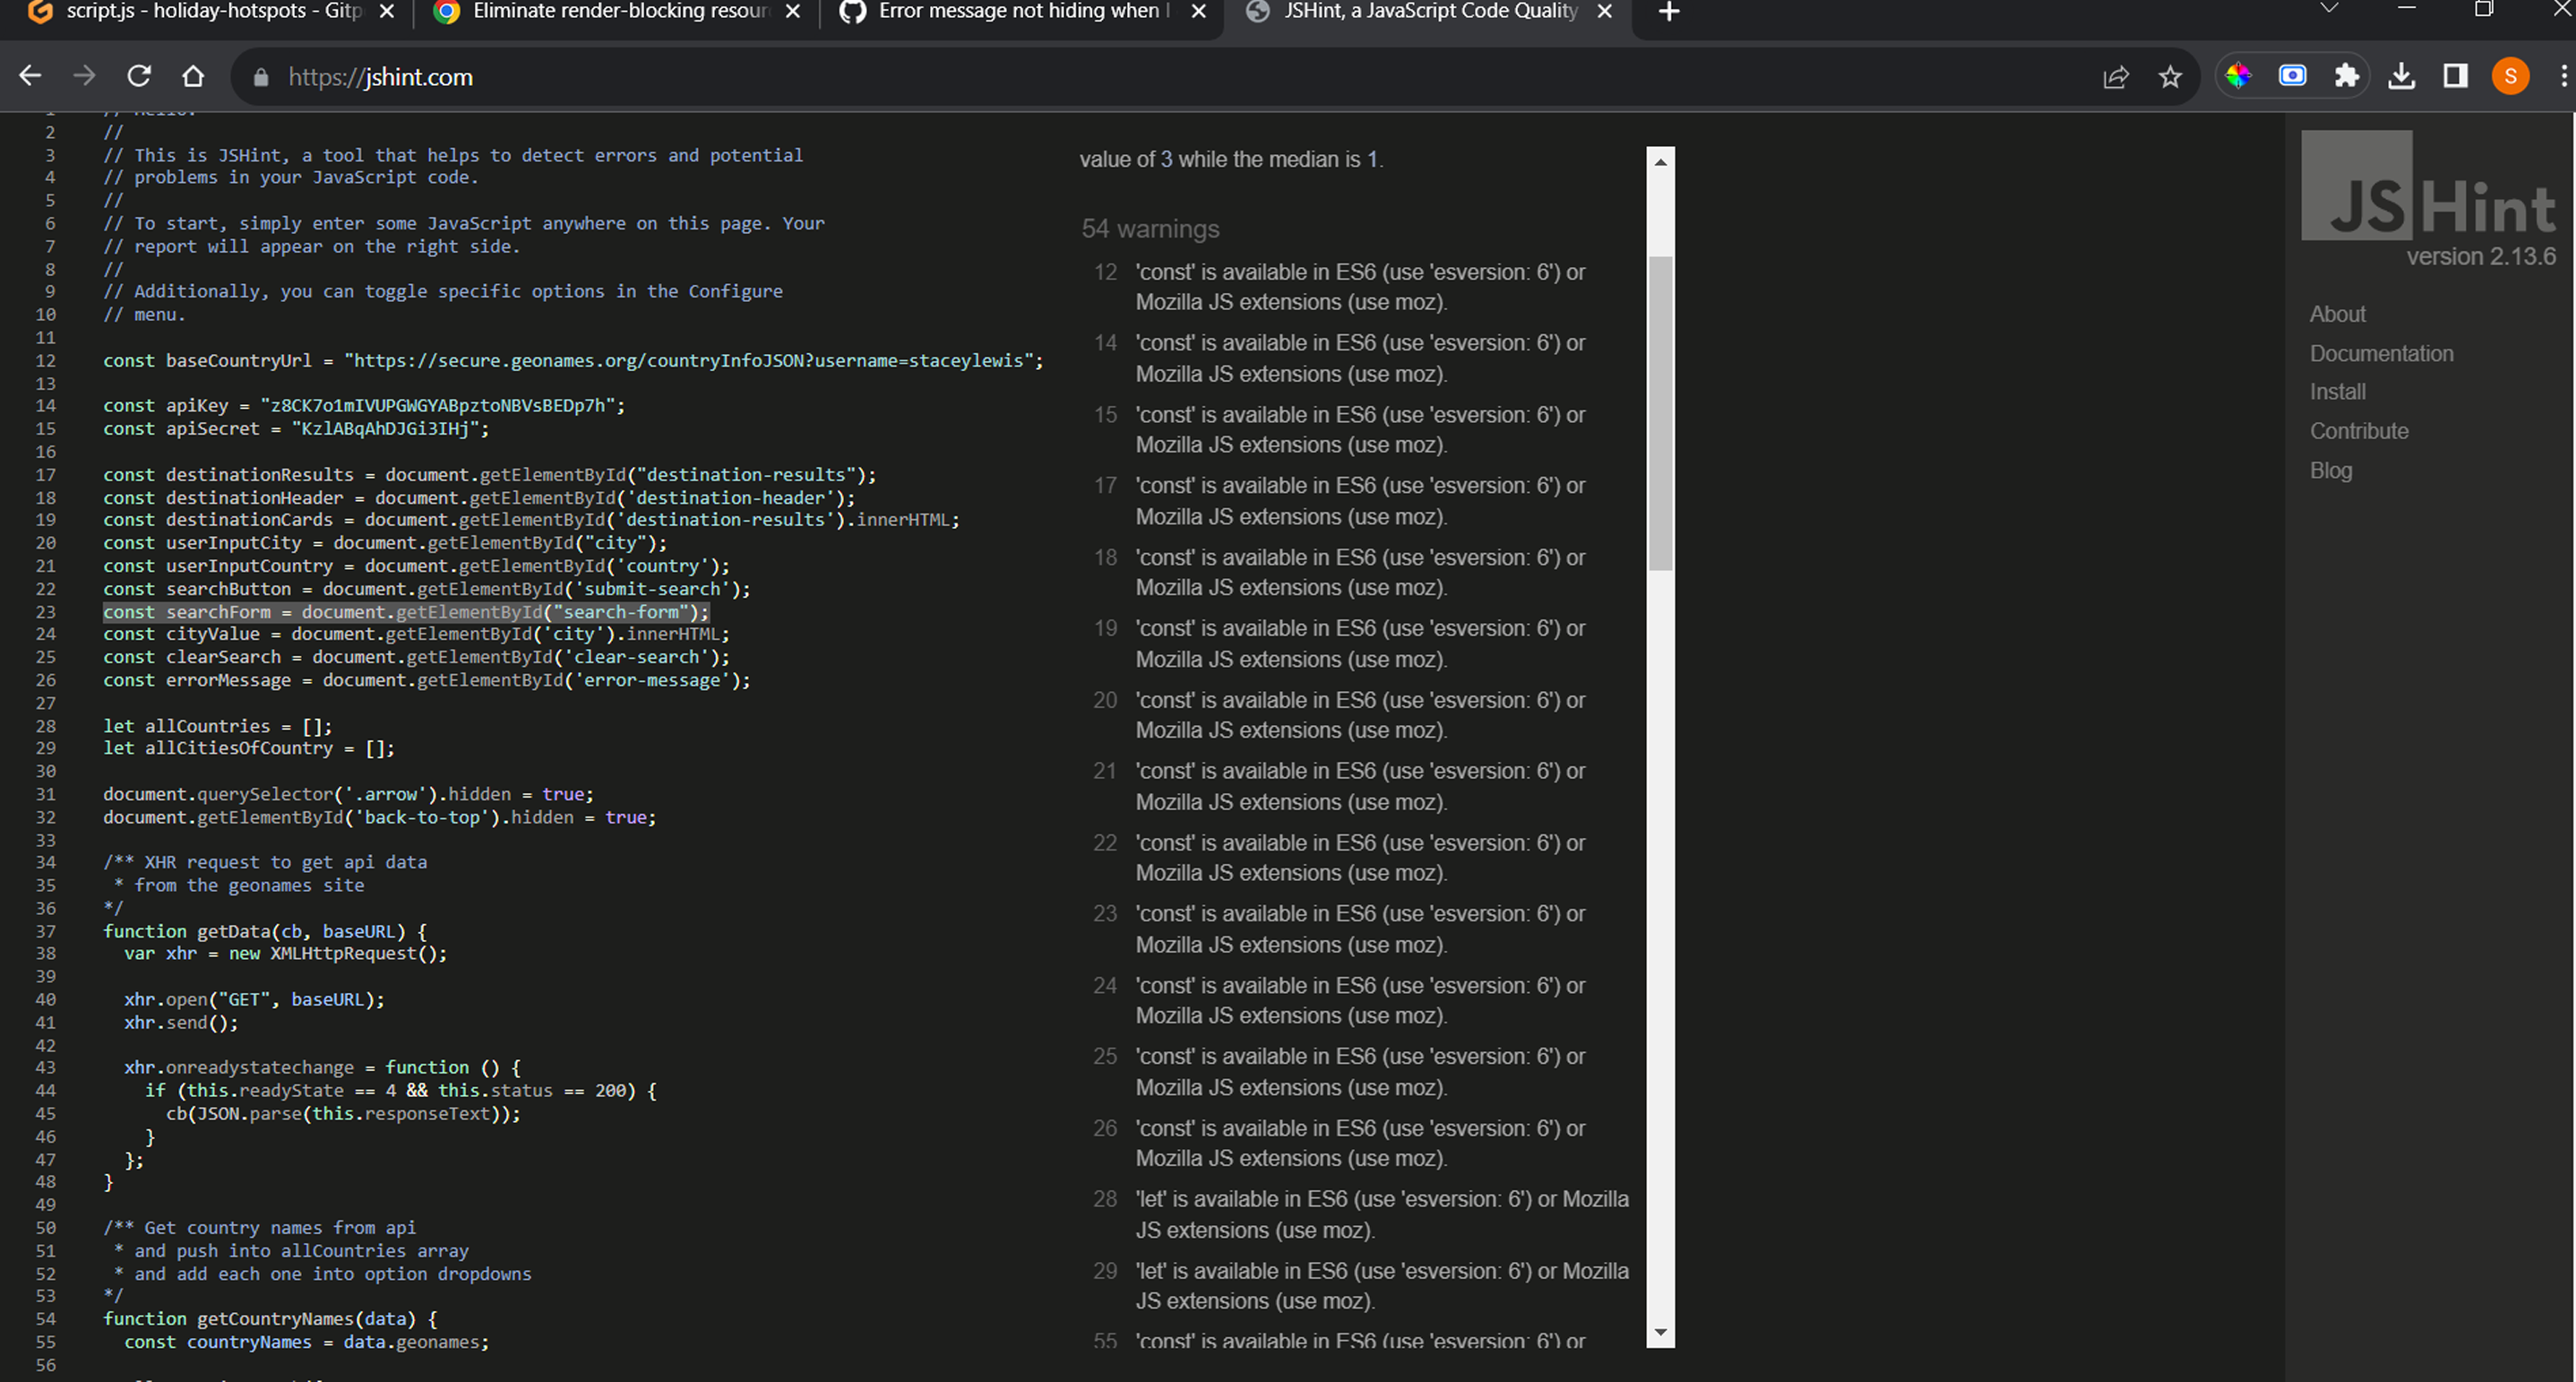 script.js - holiday-hotspots - Gitp
Eliminate render-blocking resour
Error message not hiding when I
JSHint, a JavaScript Code Quality
https://jshint.com
S
1 // Hello.
2 //
3 // This is JSHint, a tool that helps to detect errors and potential
4 // problems in your JavaScript code.
5 //
6 // To start, simply enter some JavaScript anywhere on this page. Your
7 // report will appear on the right side.
8 //
9 // Additionally, you can toggle specific options in the Configure
10 // menu.
11
12 const baseCountryUrl = "https://secure.geonames.org/countryInfoJSON?username=staceylewis";
13
14 const apiKey = "z8CK7o1mIVUPGWGYABpztoNBVsBEDp7h";
15 const apiSecret = "KzlABqAhDJGi3IHj";
16
17 const destinationResults = document.getElementById("destination-results");
18 const destinationHeader = document.getElementById('destination-header');
19 const destinationCards = document.getElementById('destination-results').innerHTML;
20 const userInputCity = document.getElementById("city");
21 const userInputCountry = document.getElementById('country');
22 const searchButton = document.getElementById('submit-search');
23 const searchForm = document.getElementById("search-form");
24 const cityValue = document.getElementById('city').innerHTML;
25 const clearSearch = document.getElementById('clear-search');
26 const errorMessage = document.getElementById('error-message');
27
28 let allCountries = [];
29 let allCitiesOfCountry = [];
30
31 document.querySelector('.arrow').hidden = true;
32 document.getElementById('back-to-top').hidden = true;
33
34 /** XHR request to get api data
35 * from the geonames site
36 */
37 function getData(cb, baseURL) {
38 var xhr = new XMLHttpRequest();
39
40 xhr.open("GET", baseURL);
41 xhr.send();
42
43 xhr.onreadystatechange = function () {
44 if (this.readyState == 4 && this.status == 200) {
45 cb(JSON.parse(this.responseText));
46 }
47 };
48 }
49
50 /** Get country names from api
51 * and push into allCountries array
52 * and add each one into option dropdowns
53 */
54 function getCountryNames(data) {
55 const countryNames = data.geonames;
56
value of 3 while the median is 1.
54 warnings
12 'const' is available in ES6 (use 'esversion: 6') or
Mozilla JS extensions (use moz).
14 'const' is available in ES6 (use 'esversion: 6') or
Mozilla JS extensions (use moz).
15 'const' is available in ES6 (use 'esversion: 6') or
Mozilla JS extensions (use moz).
17 'const' is available in ES6 (use 'esversion: 6') or
Mozilla JS extensions (use moz).
18 'const' is available in ES6 (use 'esversion: 6') or
Mozilla JS extensions (use moz).
19 'const' is available in ES6 (use 'esversion: 6') or
Mozilla JS extensions (use moz).
20 'const' is available in ES6 (use 'esversion: 6') or
Mozilla JS extensions (use moz).
21 'const' is available in ES6 (use 'esversion: 6') or
Mozilla JS extensions (use moz).
22 'const' is available in ES6 (use 'esversion: 6') or
Mozilla JS extensions (use moz).
23 'const' is available in ES6 (use 'esversion: 6') or
Mozilla JS extensions (use moz).
24 'const' is available in ES6 (use 'esversion: 6') or
Mozilla JS extensions (use moz).
25 'const' is available in ES6 (use 'esversion: 6') or
Mozilla JS extensions (use moz).
26 'const' is available in ES6 (use 'esversion: 6') or
Mozilla JS extensions (use moz).
28 'let' is available in ES6 (use 'esversion: 6') or Mozilla
JS extensions (use moz).
29 'let' is available in ES6 (use 'esversion: 6') or Mozilla
JS extensions (use moz).
55 'const' is available in ES6 (use 'esversion: 6') or
JSHint
version 2.13.6
About
Documentation
Install
Contribute
Blog